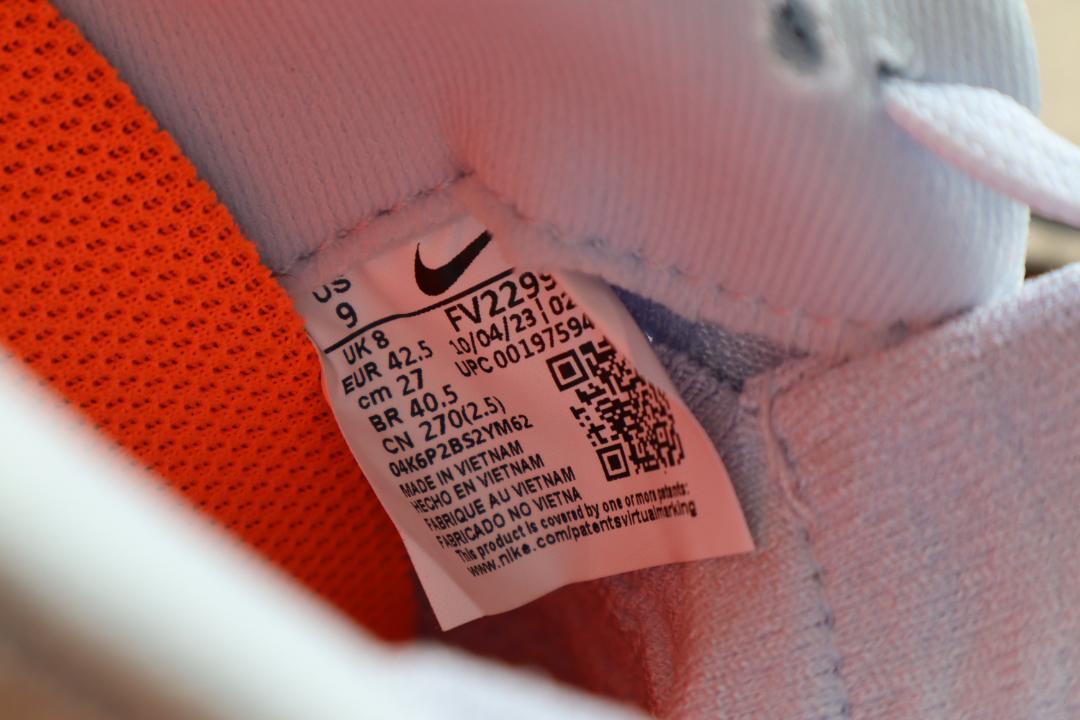 US
9
UK 8
EUR 42.5
cm 27
BR 40.5
CN 270(2.5)
04K6P2BS2YM62
MADE IN VIETNAM
HECHO EN VIETNAM
FABRIQUE AU VIETNAM
FABRICADO NO VIETNA
This product is covered by one or more patents:
www.nike.com/patentsvirtualmarking
FV229
10/04/23 | 02
UPC 00197594